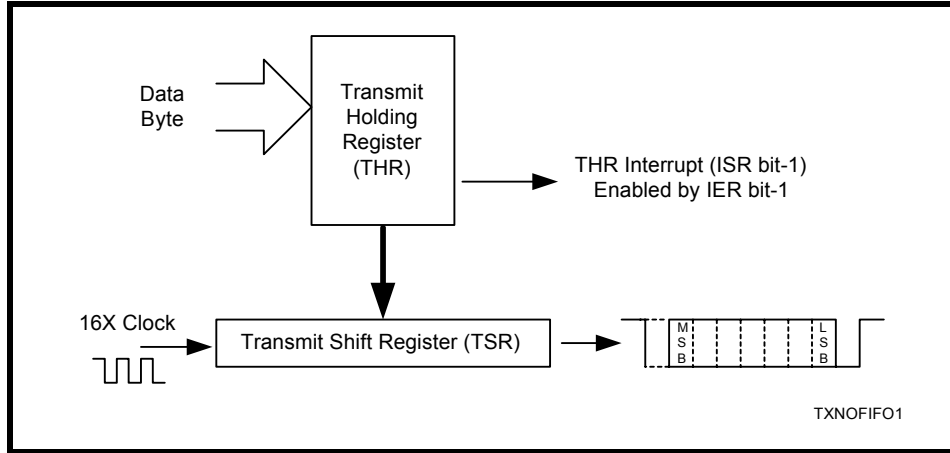 Data
Byte
Transmit
Holding
Register
(THR)
THR Interrupt (ISR bit-1)
Enabled by IER bit-1
16X Clock
Transmit Shift Register (TSR)
M
S
B
L
S
B
TXNOFIFO1